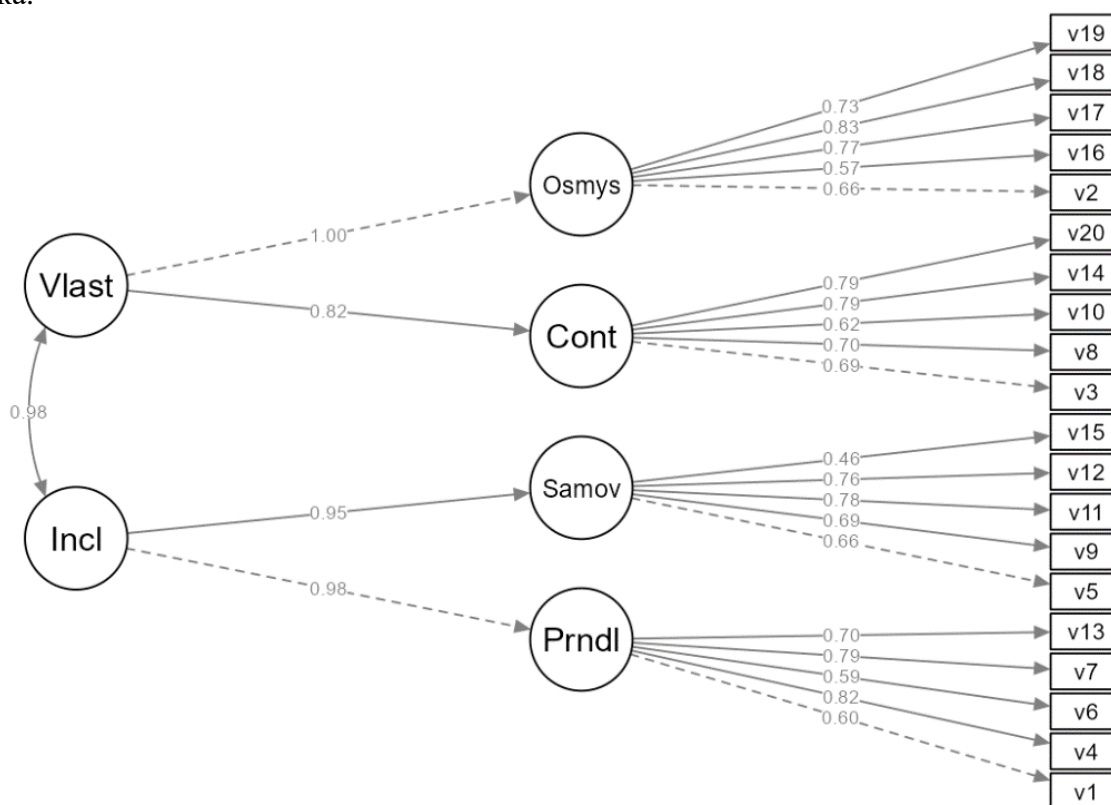 ка.
v19
v18
v17
v16
v2
v20
v14
v10
v8
v3
v15
v12
v11
v9
v5
v13
v7
v6
v4
v1
0.73
0.83
0.77
0.57
0.66
0.79
0.79
0.62
0.70
0.69
0.46
0.76
0.78
0.69
0.66
0.70
0.79
0.59
0.82
0.60
Osmys
Cont
Samov
Prndl
1.00
0.82
0.95
0.98
Vlast
Incl
0.98